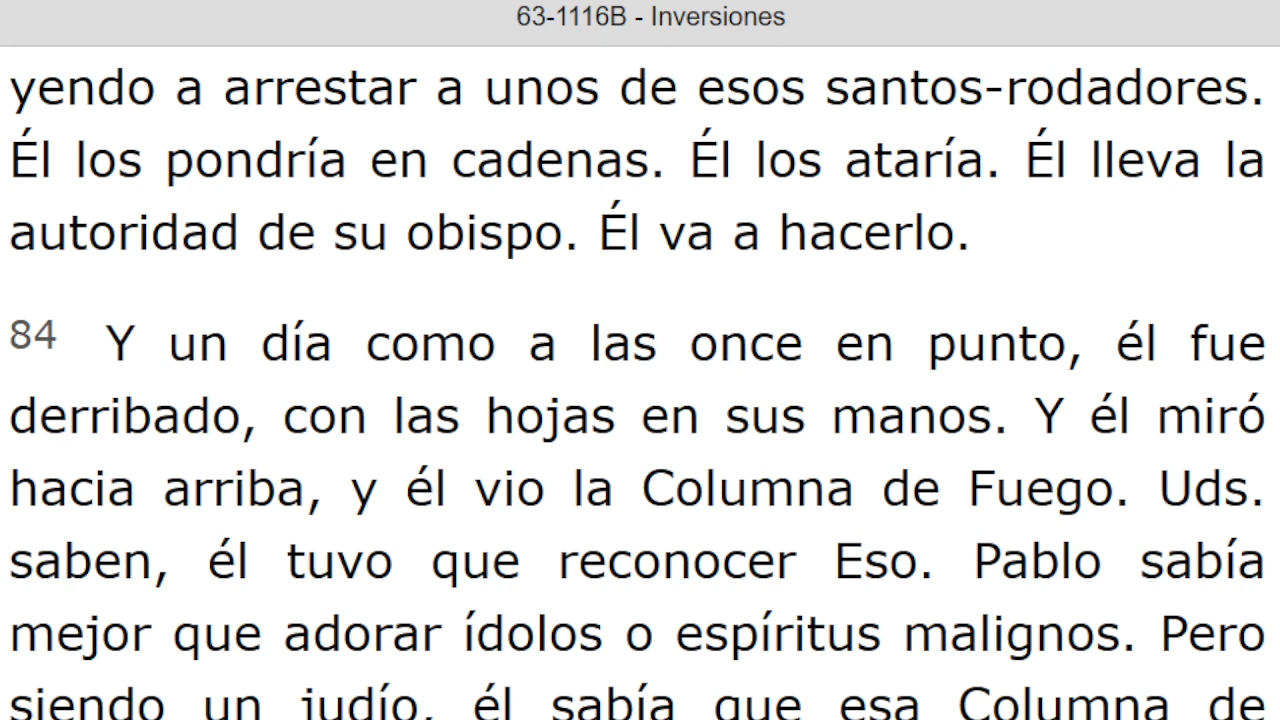 63-1116B - Inversiones
yendo a arrestar a unos de esos santos-rodadores.
Él los pondría en cadenas. Él los ataría. Él lleva la
autoridad de su obispo. Él va a hacerlo.
84 Y un día como a las once en punto, él fue
derribado, con las hojas en sus manos. Y él miró
hacia arriba, y él vio la Columna de Fuego. Uds.
saben, él tuvo que reconocer Eso. Pablo sabía
mejor que adorar ídolos o espíritus malignos. Pero
siendo un judío, él sabía que esa Columna de